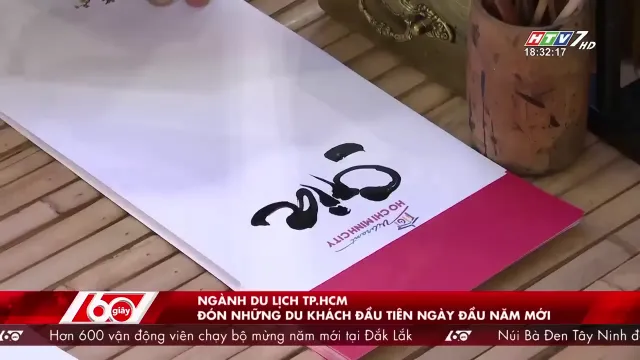 HTV7 HD
18:32:17
Vibrant
HO CHI MINH CITY
60 giây
NGÀNH DU LỊCH TP.HCM
ĐÓN NHỮNG DU KHÁCH ĐẦU TIÊN NGÀY ĐẦU NĂM MỚI
Hơn 600 vận động viên chạy bộ mừng năm mới tại Đắk Lắk 60 Núi Bà Đen Tây Ninh đ